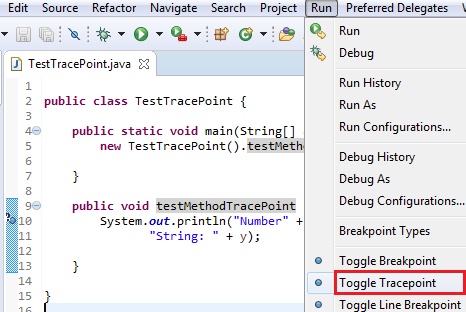 Edit Source Refactor Navigate Search Project Run Preferred Delegates
TestTracePoint.java
1
2 public class TestTracePoint {
3
4 public static void main(String[]
5 new TestTracePoint().testMetho
6
7 }
8
9 public void testMethodTracePoint
10 System.out.println("Number" +
11 "String: " + y);
12
13 }
14
15 }
16
Run
Debug
Run History
Run As
Run Configurations...
Debug History
Debug As
Debug Configurations...
Breakpoint Types
Toggle Breakpoint
Toggle Tracepoint
Toggle Line Breakpoint